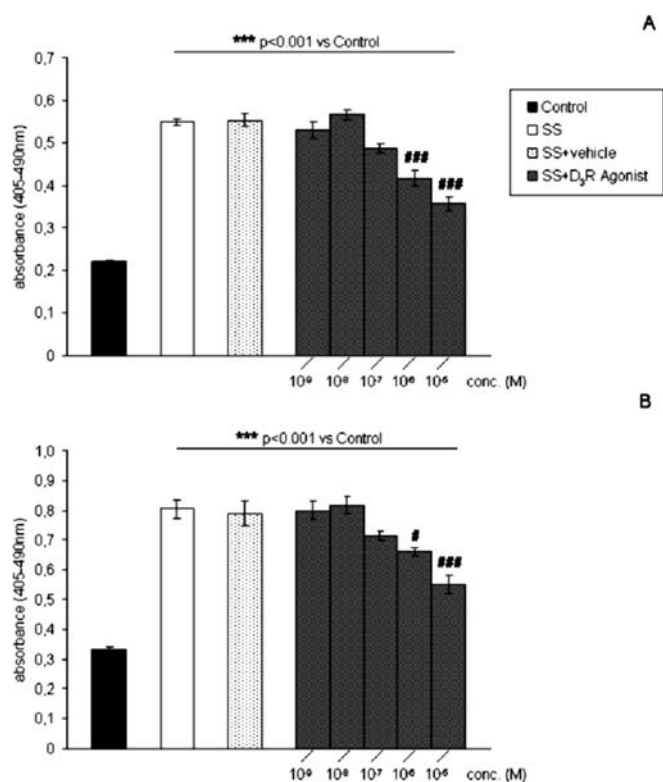 A
*** p<0.001 vs Control
0,7
0,6
0,5
0,4
0,3
0,2
0,1
0
absorbance (405-490nm)
###
###
Control
SS
SS+vehicle
SS+D₃R Agonist
10⁹ 10⁸ 10⁷ 10⁶ 10⁵ conc. (M)
B
*** p<0.001 vs Control
1,0
0,9
0,8
0,7
0,6
0,5
0,4
0,3
0,2
0,1
0
absorbance (405-490nm)
#
###
10⁹ 10⁸ 10⁷ 10⁶ 10⁵ conc. (M)